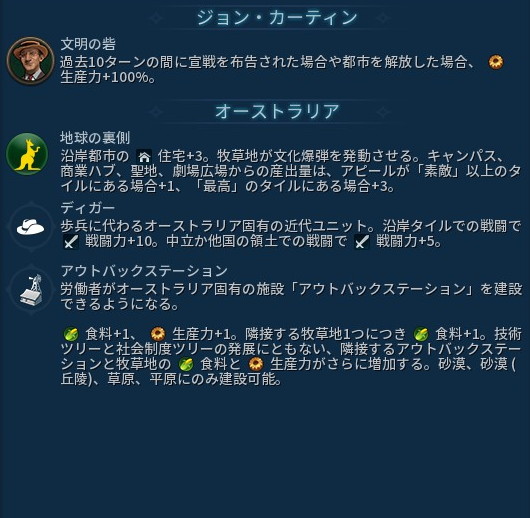 ジョン・カーティン
文明の砦
過去10ターンの間に宣戦を布告された場合や都市を解放した場合、
生産力+100%。
オーストラリア
地球の裏側
沿岸都市の 住宅+3。牧草地が文化爆弾を発動させる。キャンパス、
商業ハブ、聖地、劇場広場からの産出量は、アピールが「素敵」以上のタ
イルにある場合+1、「最高」のタイルにある場合+3。
ディガー
歩兵に代わるオーストラリア固有の近代ユニット。沿岸タイルでの戦闘で
戦闘力+10。中立か他国の領土での戦闘で 戦闘力+5。
アウトバックステーション
労働者がオーストラリア固有の施設「アウトバックステーション」を建設
できるようになる。
食料+1、 生産力+1。隣接する牧草地1つにつき 食料+1。技術
ツリーと社会制度ツリーの発展にともない、隣接するアウトバックステー
ションと牧草地の 食料と 生産力がさらに増加する。砂漠、砂漠 (
丘陵)、草原、平原にのみ建設可能。